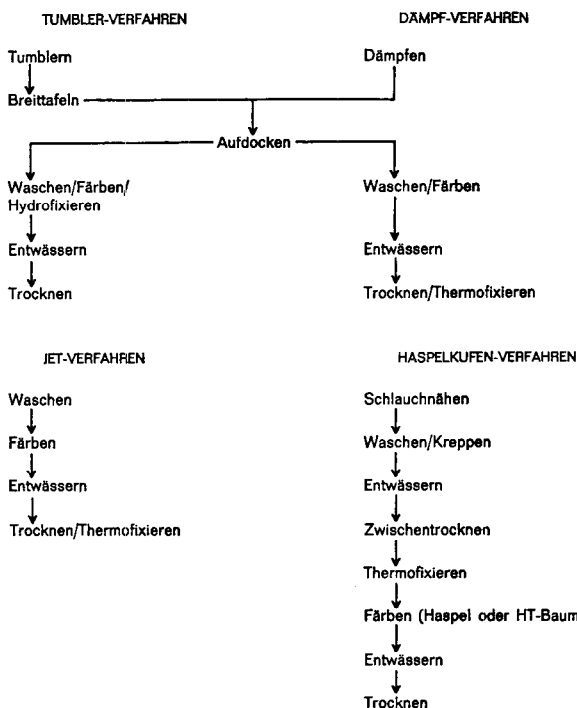 TUMBLER-VERFAHREN
Tumblern
Breittafeln
DÄMPF-VERFAHREN
Dämpfen
Aufdocken
Waschen/Färben/
Hydrofixieren
Entwässern
Trocknen
Waschen/Färben
Entwässern
Trocknen/Thermofixieren
JET-VERFAHREN
Waschen
Färben
Entwässern
Trocknen/Thermofixieren
HASPELKUFEN-VERFAHREN
Schlauchnähen
Waschen/Kreppen
Entwässern
Zwischentrocknen
Thermofixieren
Färben (Haspel oder HT-Baum
Entwässern
Trocknen